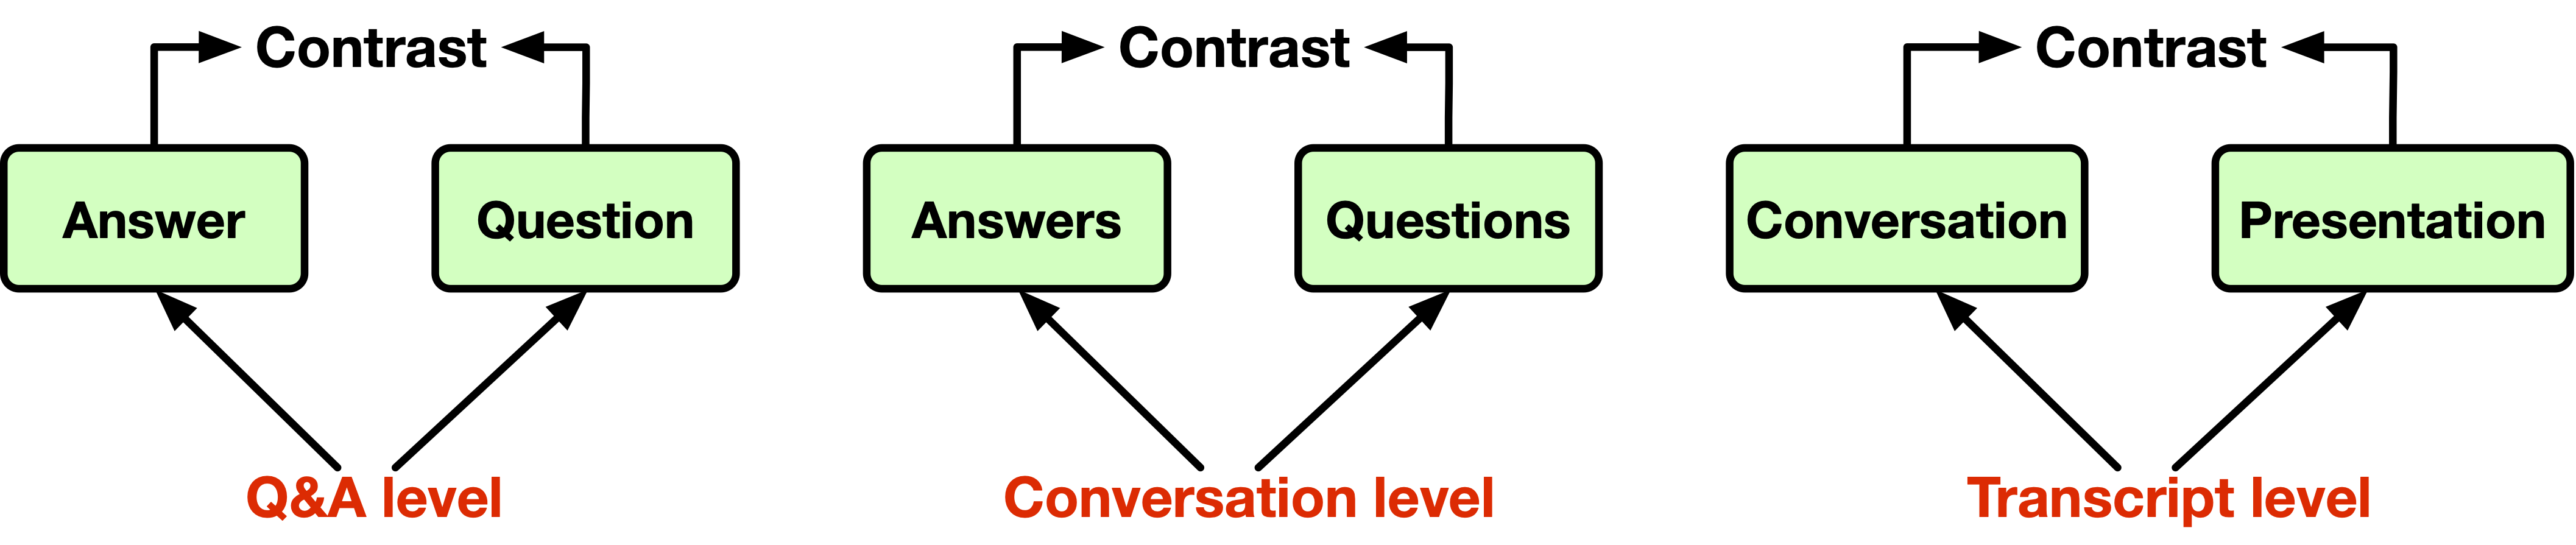 Contrast
Contrast
Contrast
Answer
Question
Answers
Questions
Conversation
Presentation
Q&A level
Conversation level
Transcript level